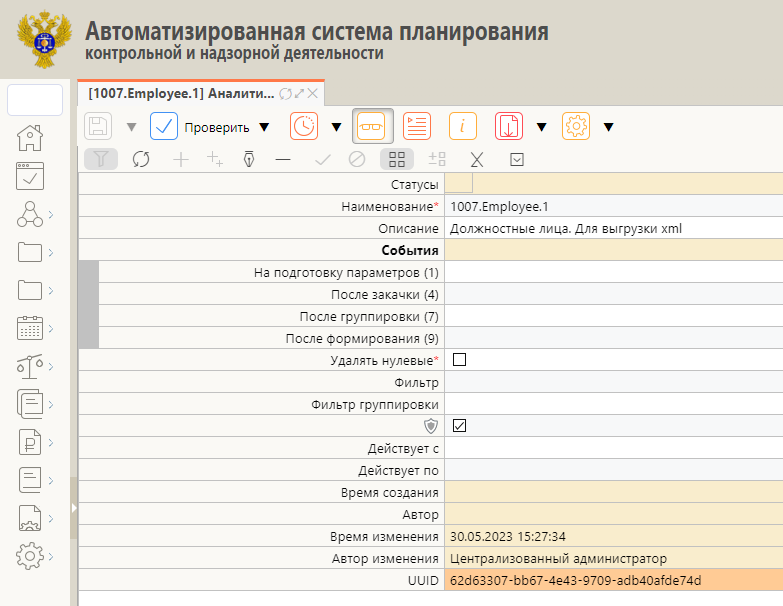 Автоматизированная система планирования
контрольной и надзорной деятельности
[1007.Employee.1] Аналити...
Проверить
Статусы
Наименование* 1007.Employee.1
Описание Должностные лица. Для выгрузки xml
События
На подготовку параметров (1)
После закачки (4)
После группировки (7)
После формирования (9)
Удалять нулевые*
Фильтр
Фильтр группировки
Действует с
Действует по
Время создания
Автор
Время изменения 30.05.2023 15:27:34
Автор изменения Централизованный администратор
UUID 62d63307-bb67-4e43-9709-adb40afde74d